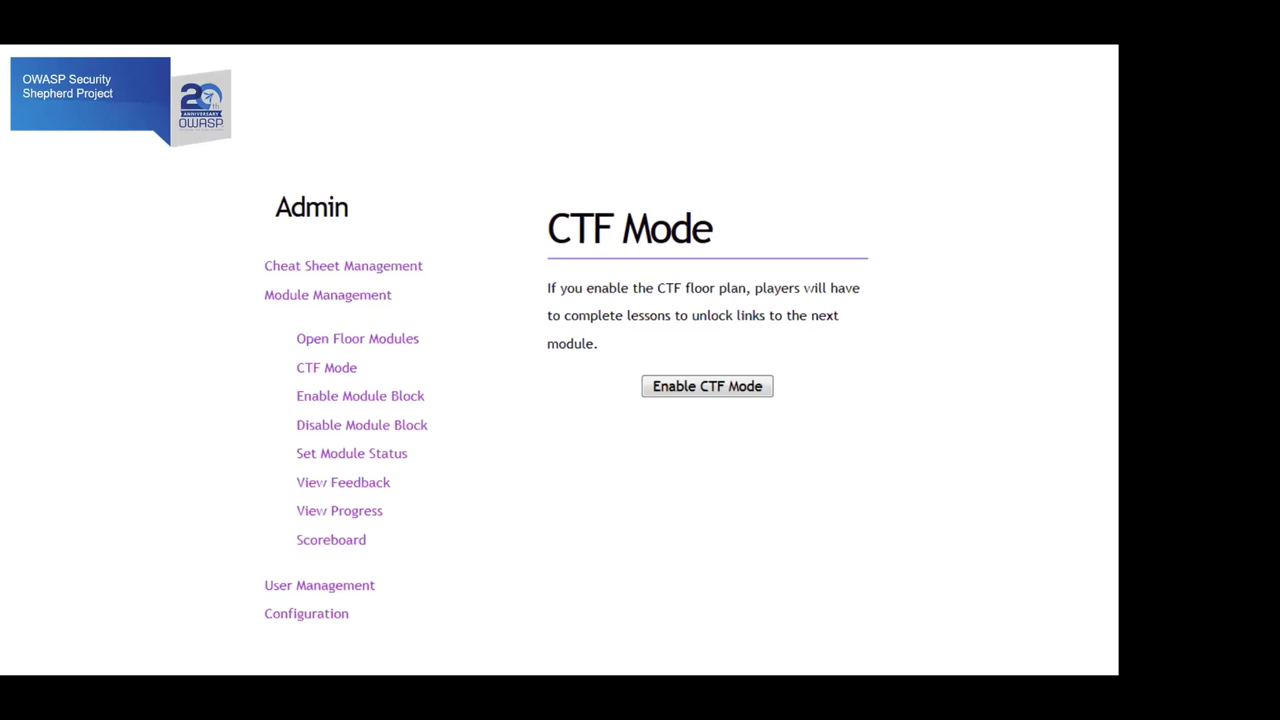 OWASP Security
Shepherd Project
20th
ANNIVERSARY
OWASP
Admin
Cheat Sheet Management
Module Management
Open Floor Modules
CTF Mode
Enable Module Block
Disable Module Block
Set Module Status
View Feedback
View Progress
Scoreboard
User Management
Configuration
CTF Mode
If you enable the CTF floor plan, players will have
to complete lessons to unlock links to the next
module.
Enable CTF Mode